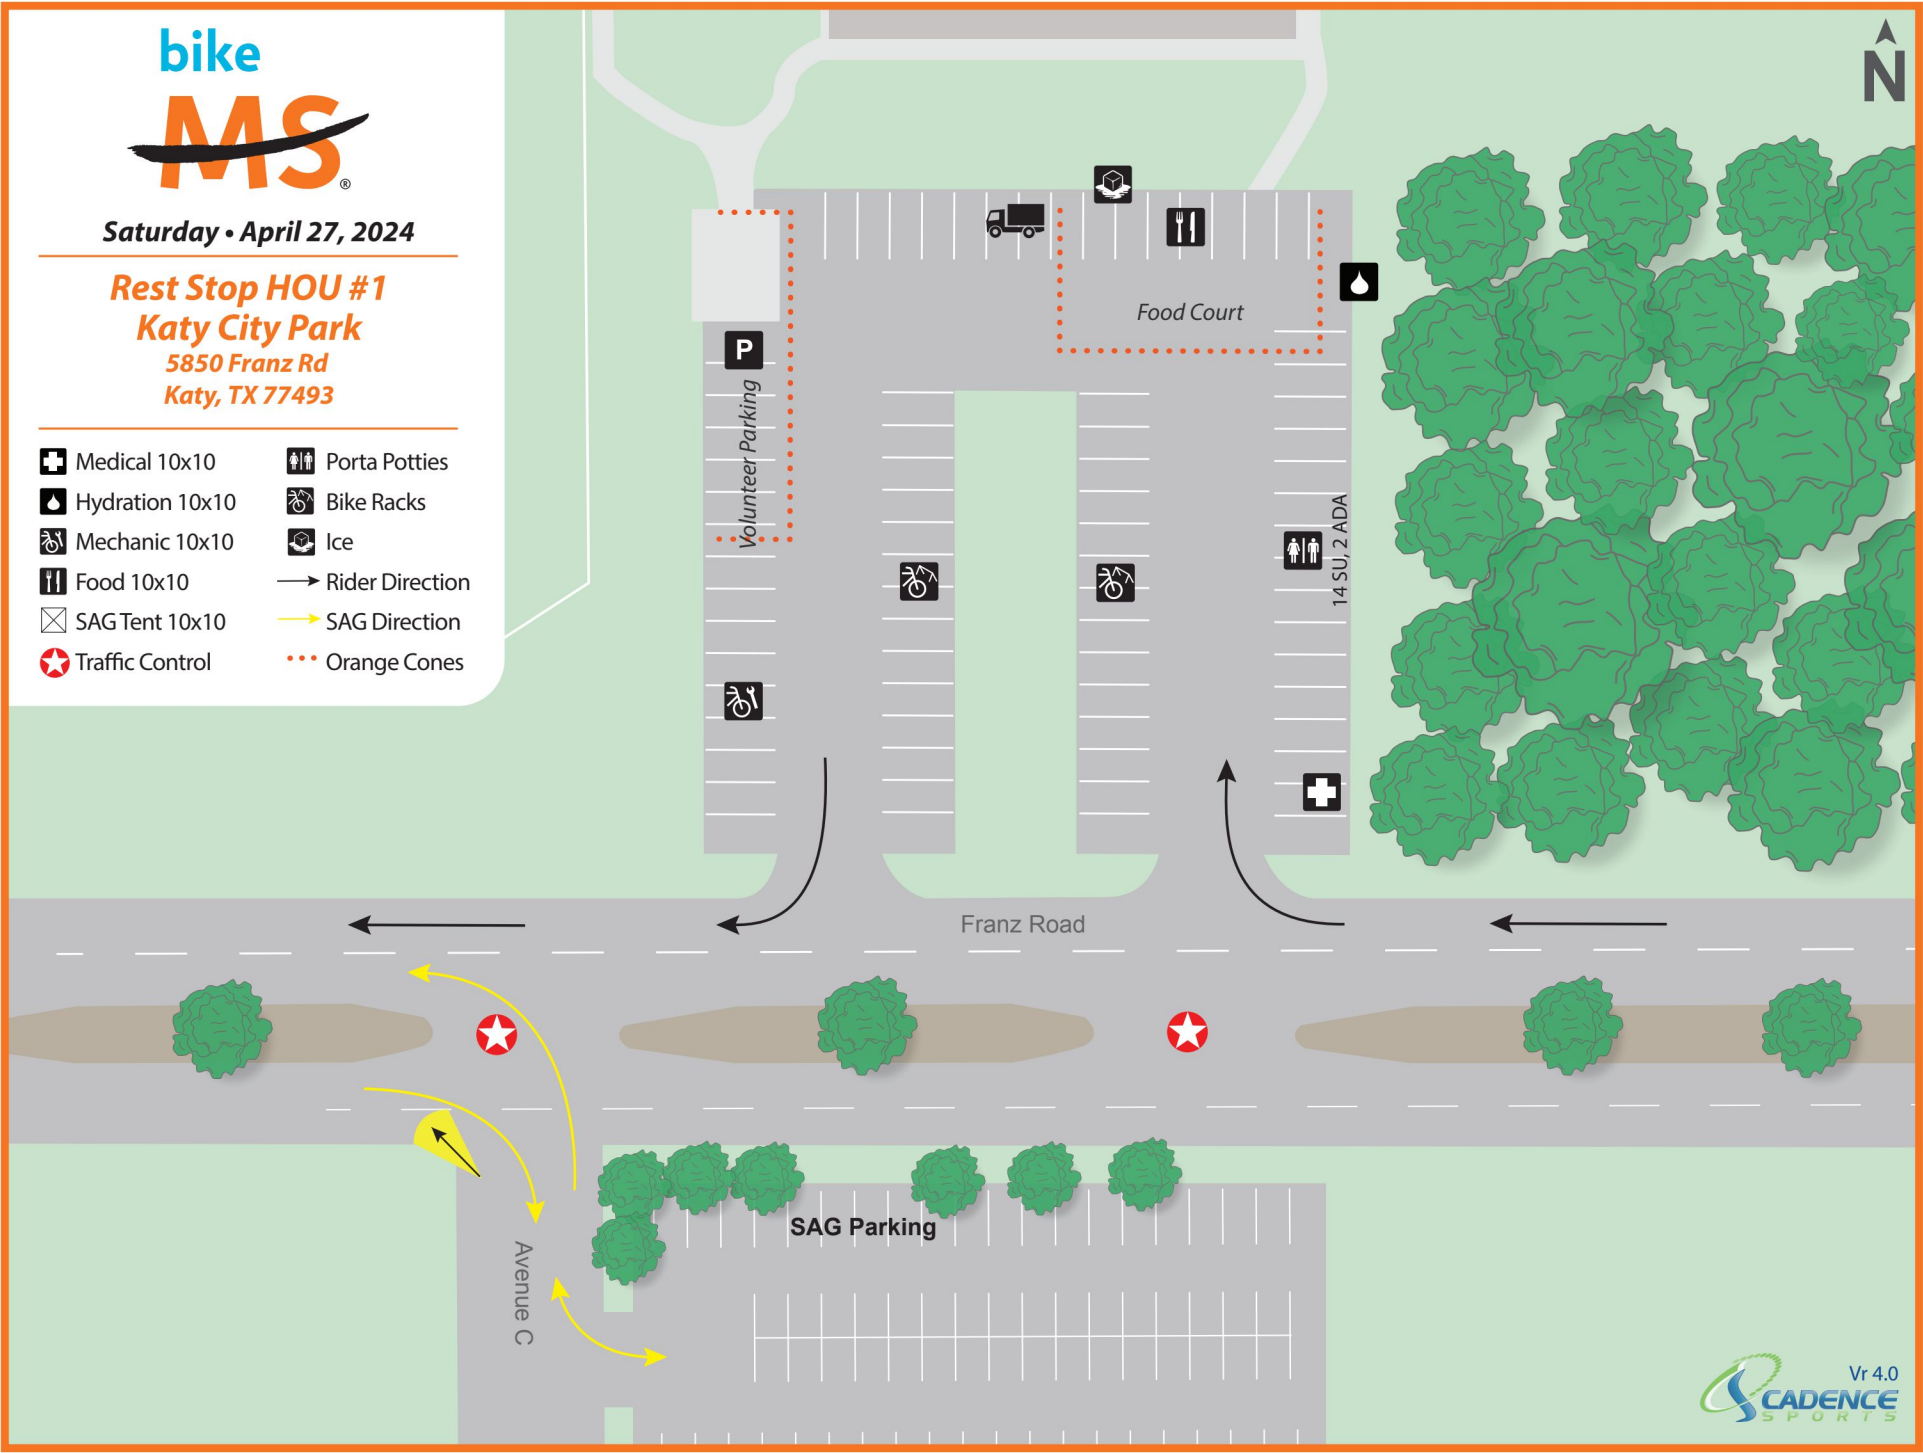 bike
MS®
Saturday • April 27, 2024
Rest Stop HOU #1
Katy City Park
5850 Franz Rd
Katy, TX 77493
Medical 10x10
Hydration 10x10
Mechanic 10x10
Food 10x10
SAG Tent 10x10
Traffic Control
Porta Potties
Bike Racks
Ice
Rider Direction
SAG Direction
Orange Cones
N
Food Court
P
Volunteer Parking
14 SU, 2 ADA
Franz Road
SAG Parking
Avenue C
Vr 4.0
CADENCE
SPORTS